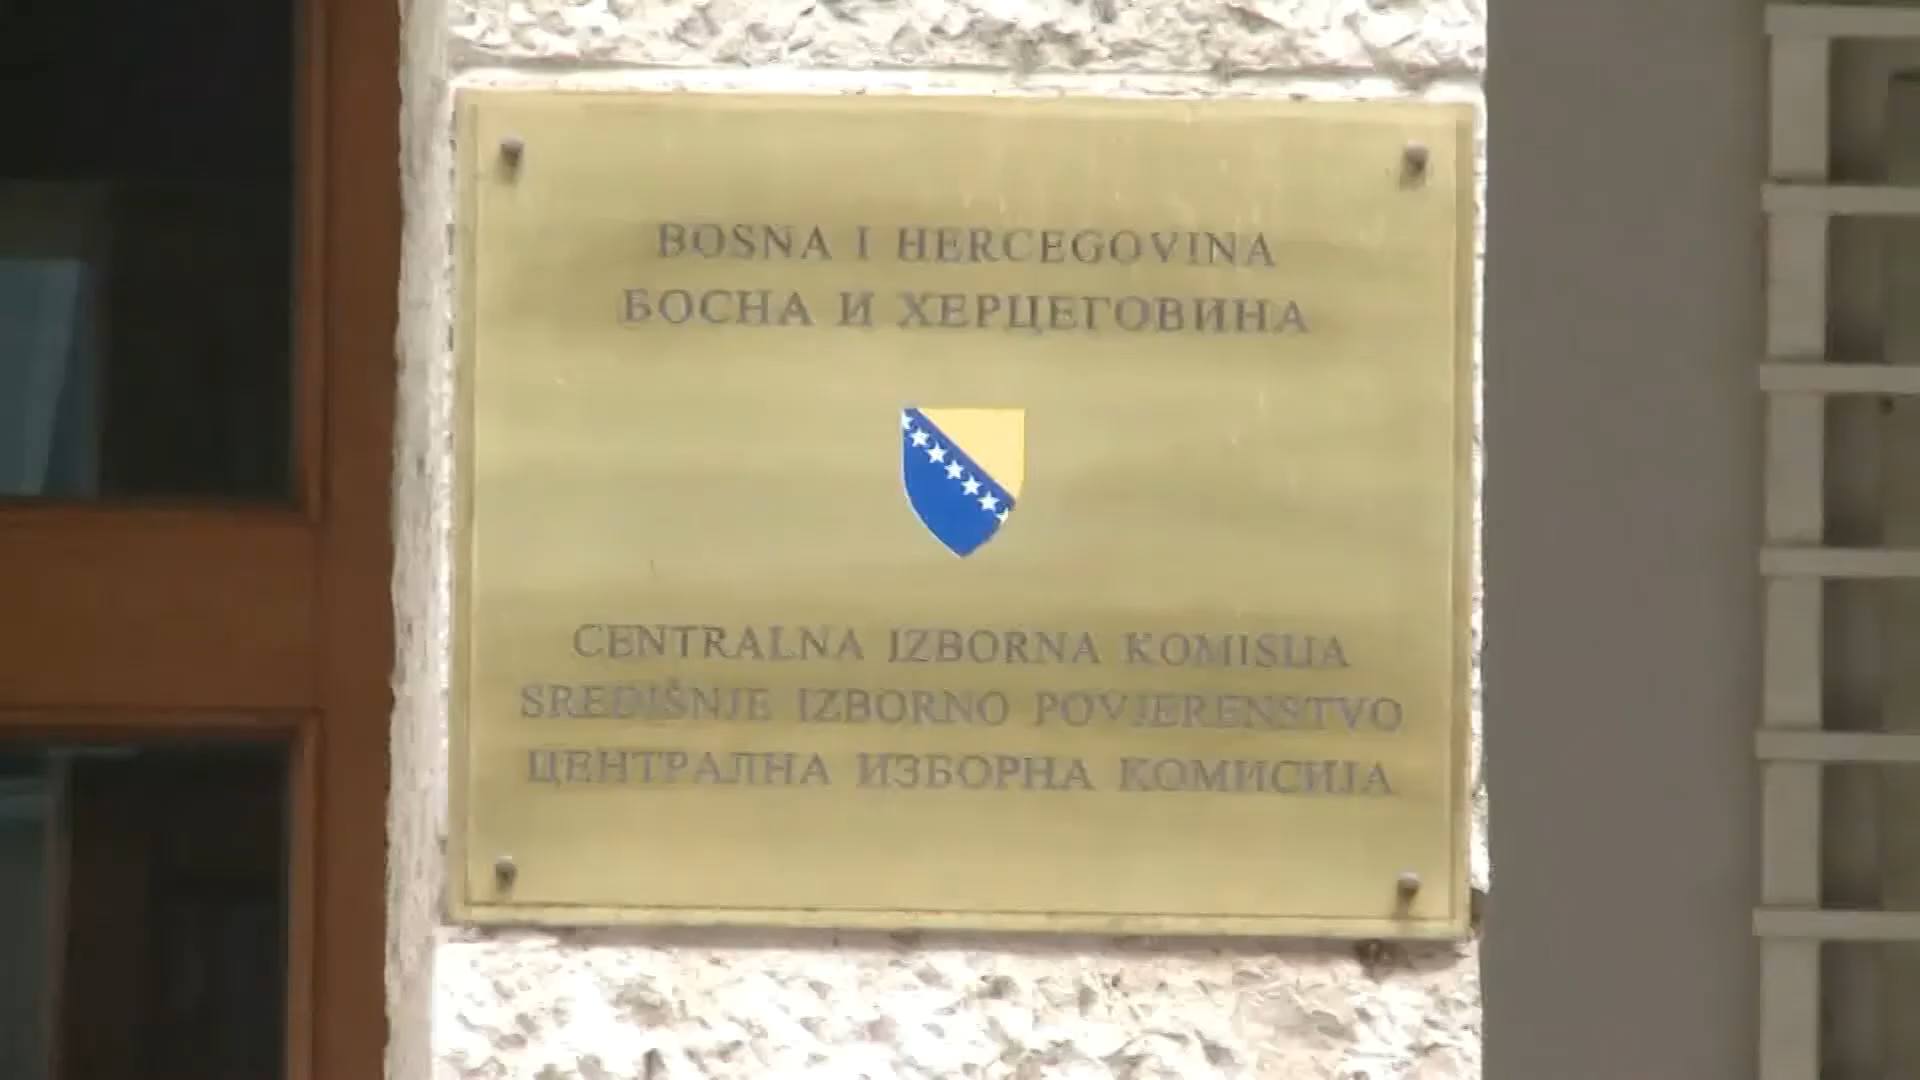 BOSNA I HERCEGOVINA
БОСНА И ХЕРЦЕГОВИНА
CENTRALNA IZBORNA KOMISIJA
SREDIŠNJE IZBORNO POVJERENSTVO
ЦЕНТРАЛНА ИЗБОРНА КОМИСИЈА